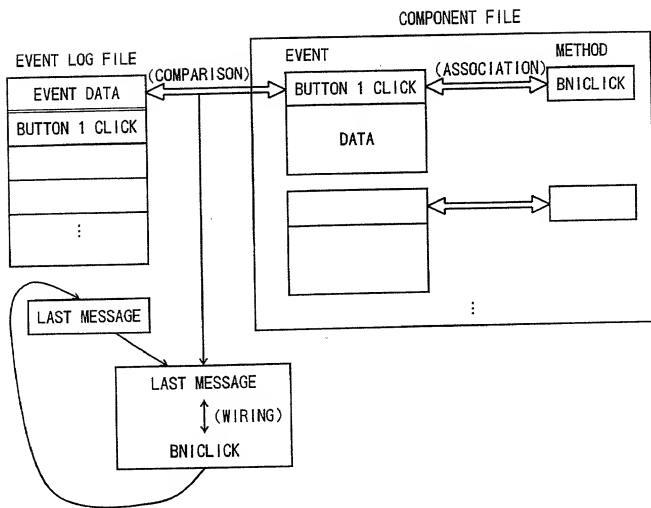 COMPONENT FILE
EVENT LOG FILE
(COMPARISON)
EVENT
(ASSOCIATION)
METHOD
EVENT DATA
BUTTON 1 CLICK
BNICLICK
BUTTON 1 CLICK
DATA
⋮
⋮
LAST MESSAGE
LAST MESSAGE
(WIRING)
BNICLICK